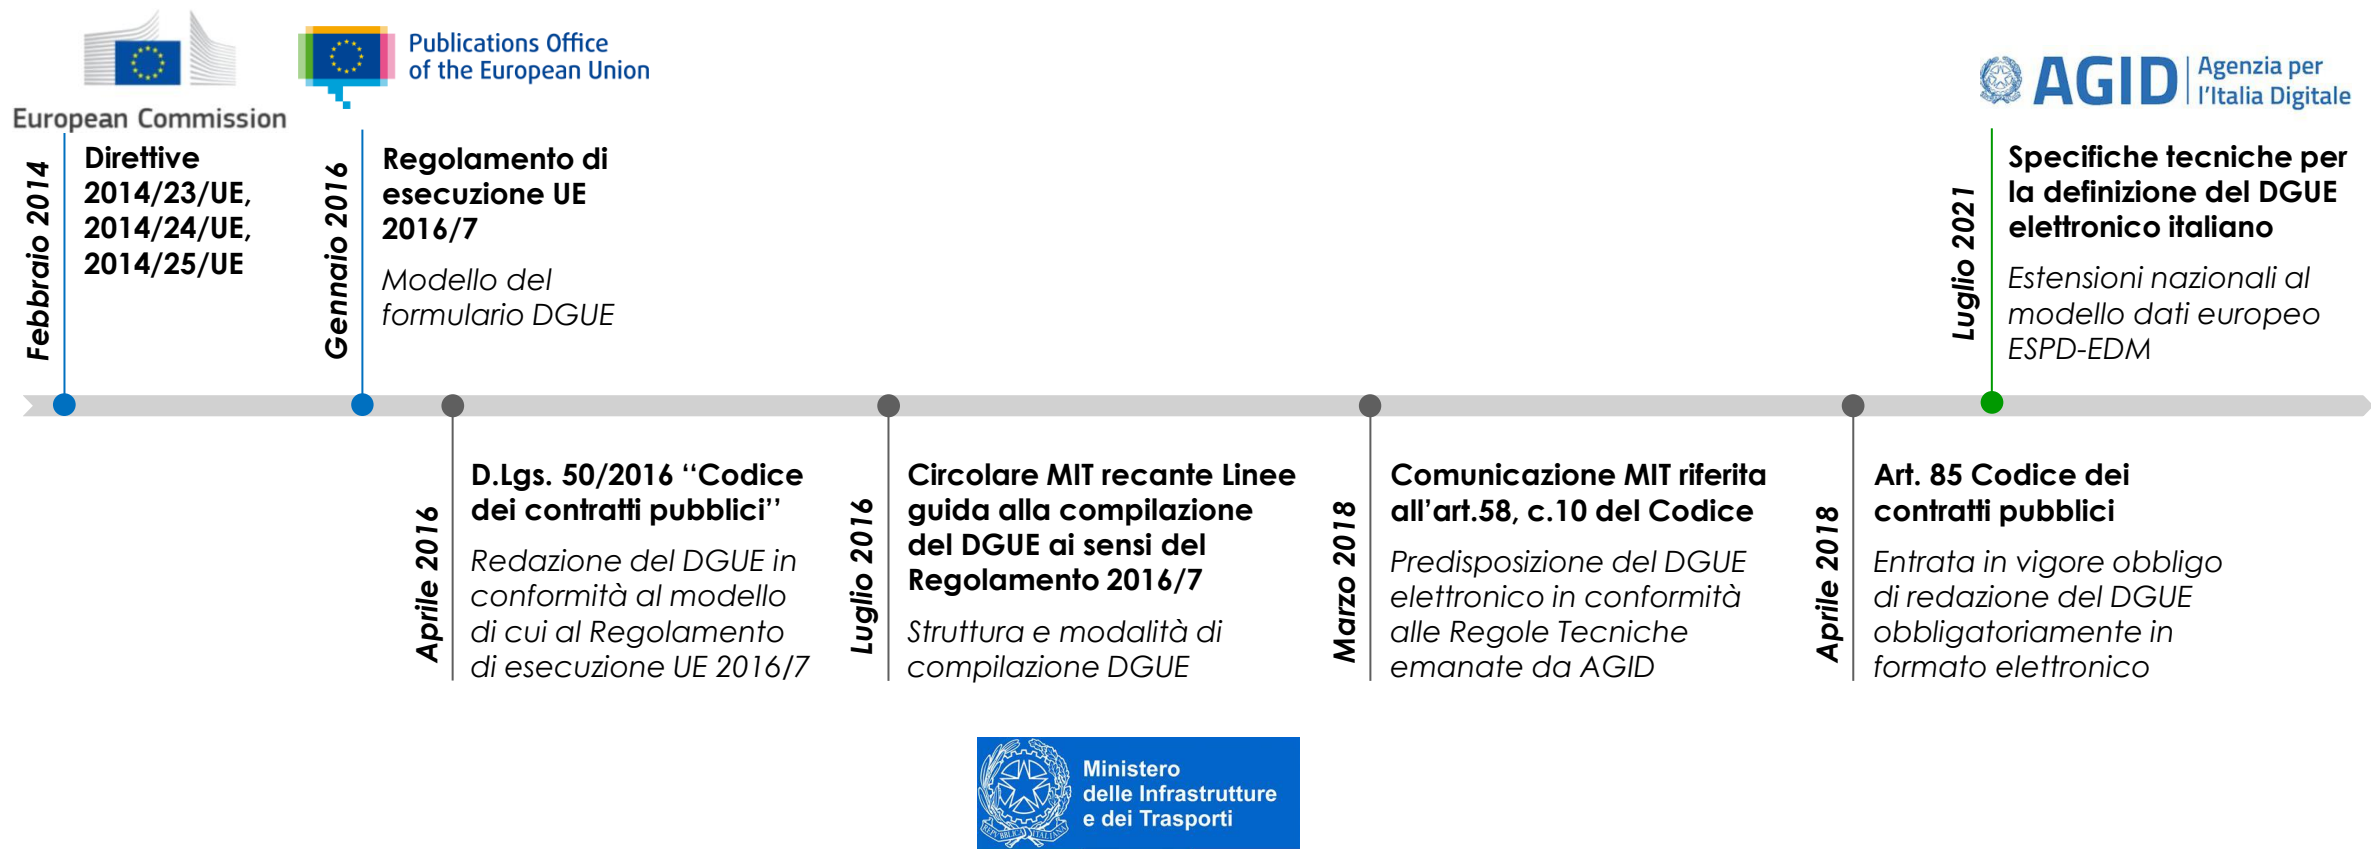 European Commission
Publications Office
of the European Union
AGID
Agenzia per
l'Italia Digitale
Febbraio 2014
Direttive
2014/23/UE,
2014/24/UE,
2014/25/UE
Gennaio 2016
Regolamento di
esecuzione UE
2016/7
Modello del
formulario DGUE
Luglio 2021
Specifiche tecniche per
la definizione del DGUE
elettronico italiano
Estensioni nazionali al
modello dati europeo
ESPD-EDM
Aprile 2016
D.Lgs. 50/2016 “Codice
dei contratti pubblici”
Redazione del DGUE in
conformità al modello
di cui al Regolamento
di esecuzione UE 2016/7
Luglio 2016
Circolare MIT recante Linee
guida alla compilazione
del DGUE ai sensi del
Regolamento 2016/7
Struttura e modalità di
compilazione DGUE
Marzo 2018
Comunicazione MIT riferita
all’art.58, c.10 del Codice
Predisposizione del DGUE
elettronico in conformità
alle Regole Tecniche
emanate da AGID
Aprile 2018
Art. 85 Codice dei
contratti pubblici
Entrata in vigore obbligo
di redazione del DGUE
obbligatoriamente in
formato elettronico
Ministero
delle Infrastrutture
e dei Trasporti